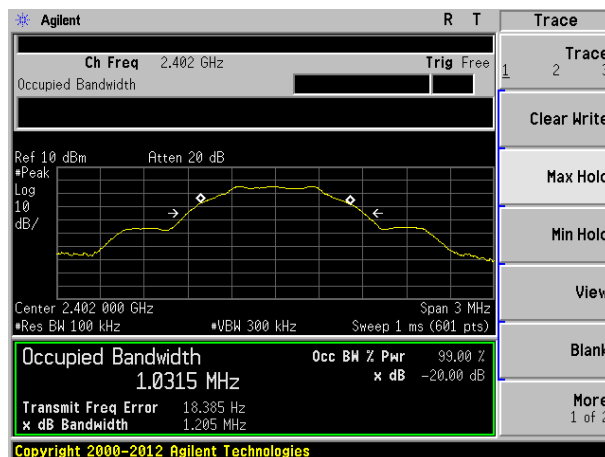 Agilent R T Trace
Ch Freq 2.402 GHz Trig Free
Occupied Bandwidth
Trace
1 2 3
Clear Write
Max Hold
Min Hold
View
Blank
More
1 of 2
Ref 10 dBm Atten 20 dB
#Peak
Log
10
dB/
Center 2.402 000 GHz Span 3 MHz
#Res BW 100 kHz #VBW 300 kHz Sweep 1 ms (601 pts)
Occupied Bandwidth Occ BW % Pwr 99.00 %
1.0315 MHz x dB -20.00 dB
Transmit Freq Error 18.385 Hz
x dB Bandwidth 1.205 MHz
Copyright 2000-2012 Agilent Technologies